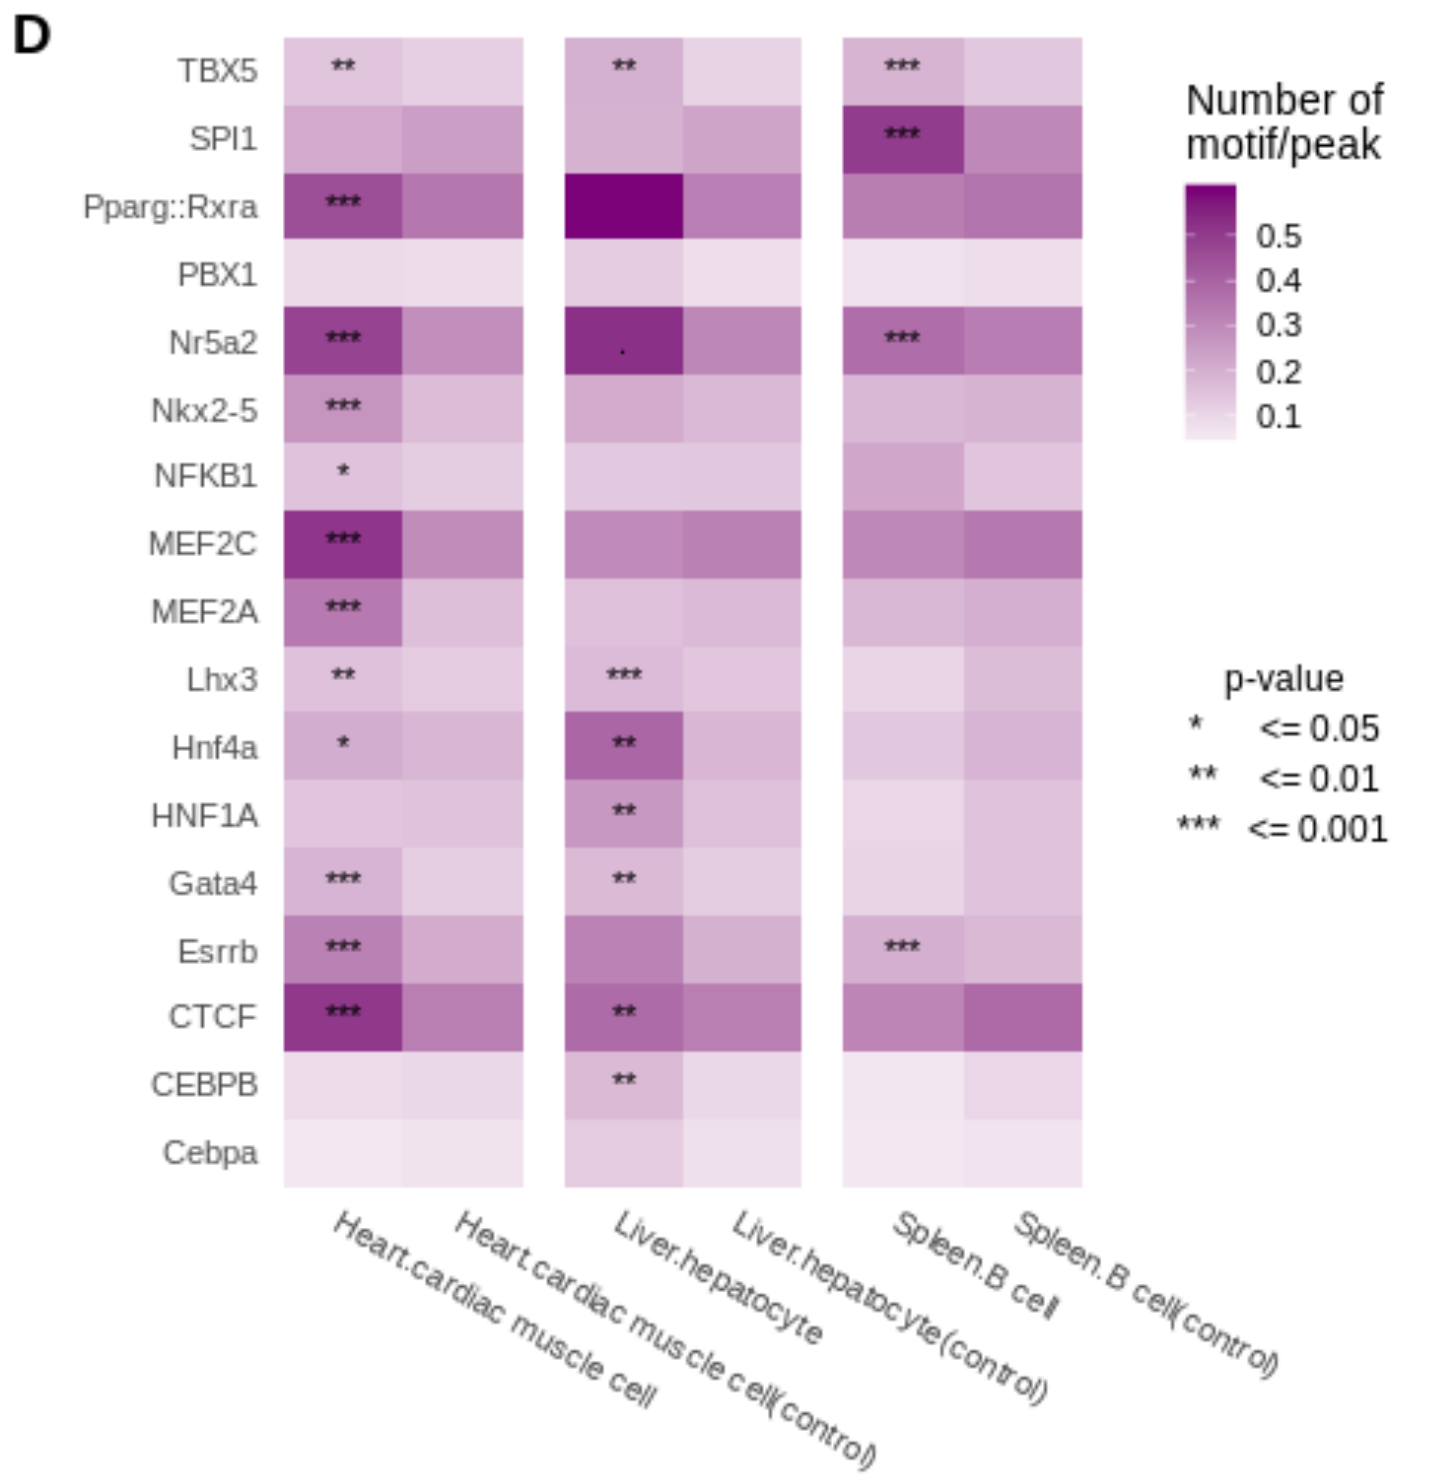 D
TBX5 ** ** ***
SPI1 ***
Pparg::Rxra ***
PBX1
Nr5a2 *** . ***
Nkx2-5 ***
NFKB1 *
MEF2C ***
MEF2A ***
Lhx3 ** ***
Hnf4a * **
HNF1A **
Gata4 *** **
Esrrb *** ***
CTCF *** **
CEBPB **
Cebpa
Heart.cardiac muscle cell
Heart.cardiac muscle cell(control)
Liver.hepatocyte
Liver.hepatocyte(control)
Spleen.B cell
Spleen.B cell(control)
Number of
motif/peak
0.5
0.4
0.3
0.2
0.1
p-value
* <= 0.05
** <= 0.01
*** <= 0.001